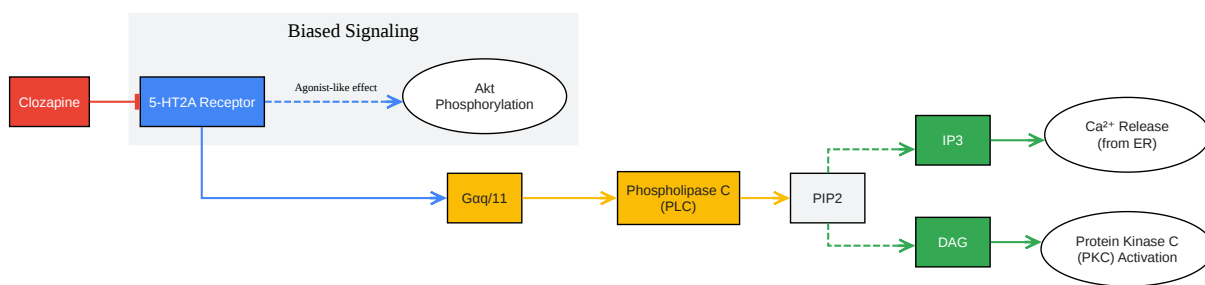 Biased Signaling
Clozapine
5-HT2A Receptor
Agonist-like effect
Akt
Phosphorylation
Gαq/11
Phospholipase C
(PLC)
PIP2
IP3
Ca²⁺ Release
(from ER)
DAG
Protein Kinase C
(PKC) Activation